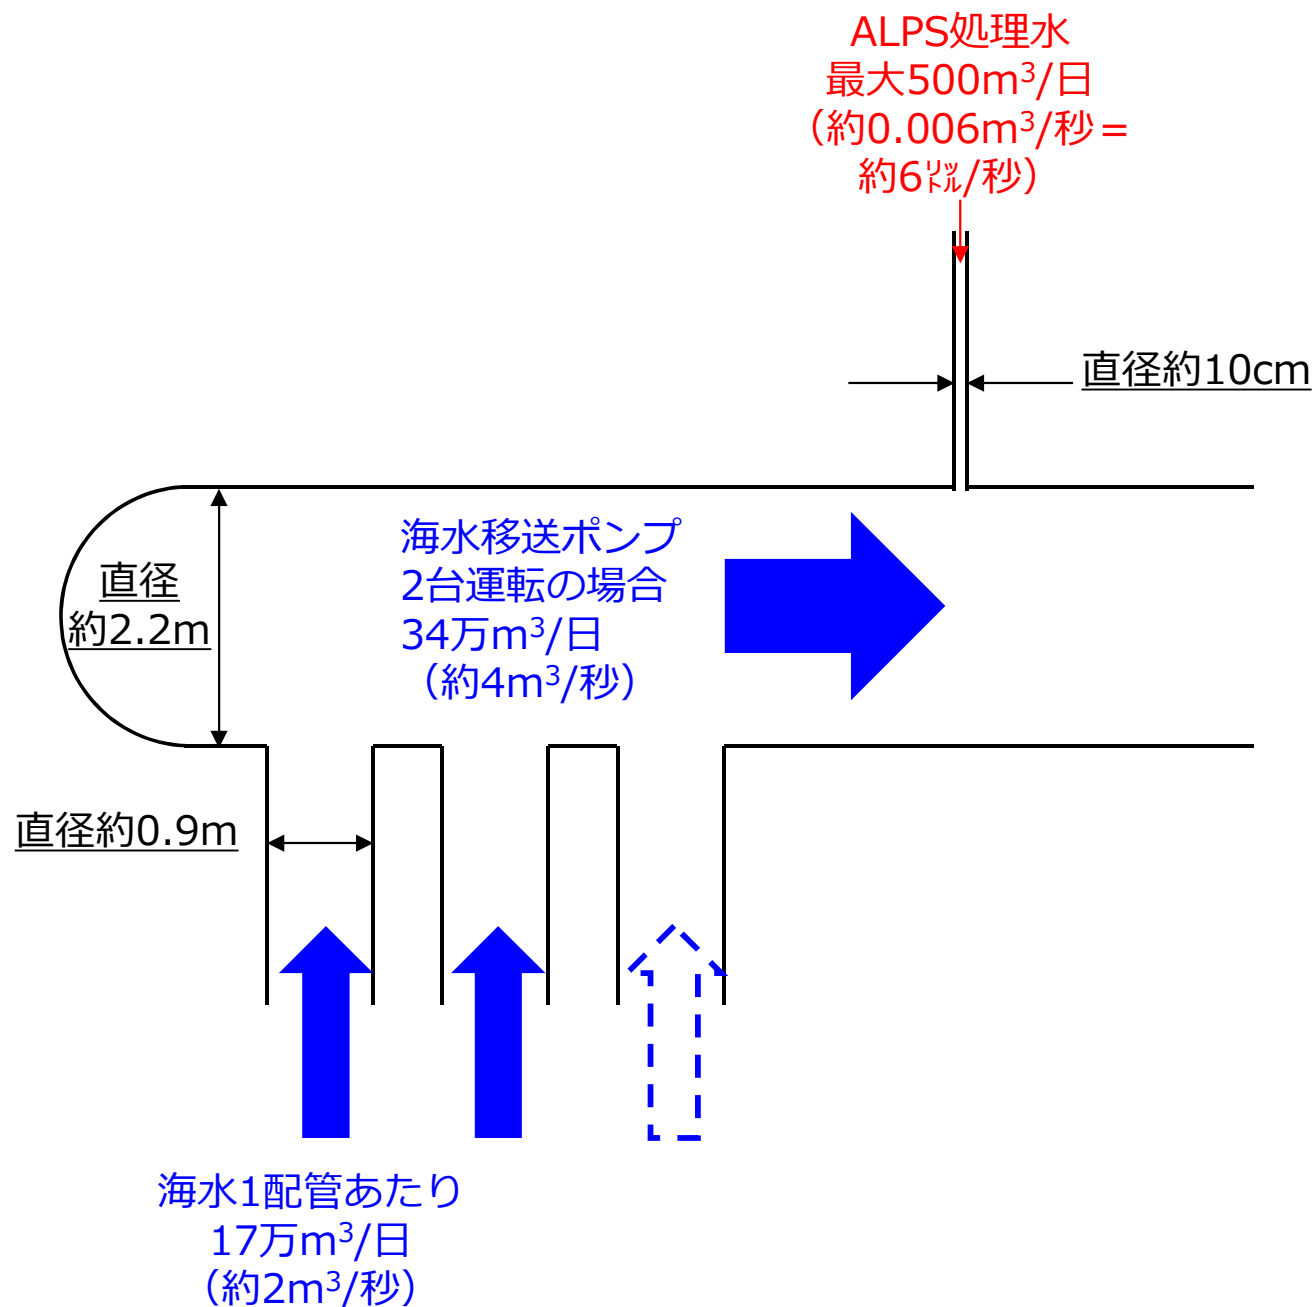 ALPS処理水
最大500m³/日
（約0.006m³/秒＝
約6㍑/秒）
直径約10cm
海水移送ポンプ
2台運転の場合
34万m³/日
（約4m³/秒）
直径
約2.2m
直径約0.9m
海水1配管あたり
17万m³/日
（約2m³/秒）